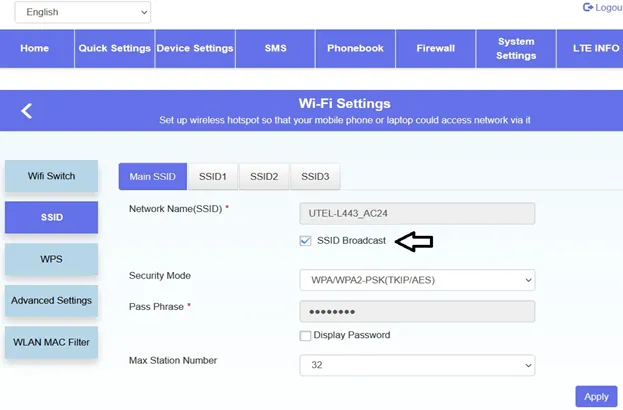 English
Logou
Home
Quick Settings
Device Settings
SMS
Phonebook
Firewall
System
Settings
LTE INFO
Wi-Fi Settings
Set up wireless hotspot so that your mobile phone or laptop could access network via it
Wifi Switch
SSID
WPS
Advanced Settings
WLAN MAC Filter
Main SSID
SSID1
SSID2
SSID3
Network Name(SSID) *
UTEL-L443_AC24
SSID Broadcast
Security Mode
WPA/WPA2-PSK(TKIP/AES)
Pass Phrase *
••••••••
Display Password
Max Station Number
32
Apply